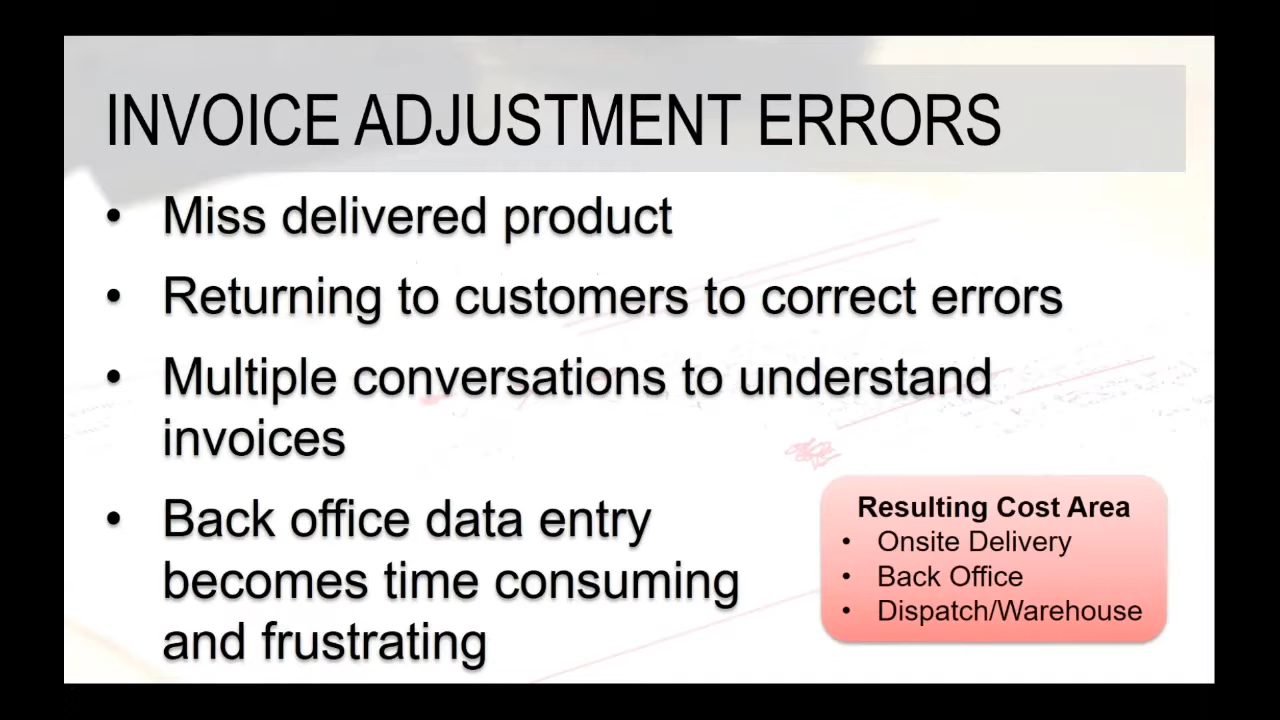 INVOICE ADJUSTMENT ERRORS
• Miss delivered product
• Returning to customers to correct errors
• Multiple conversations to understand
invoices
• Back office data entry
becomes time consuming
and frustrating
Resulting Cost Area
• Onsite Delivery
• Back Office
• Dispatch/Warehouse